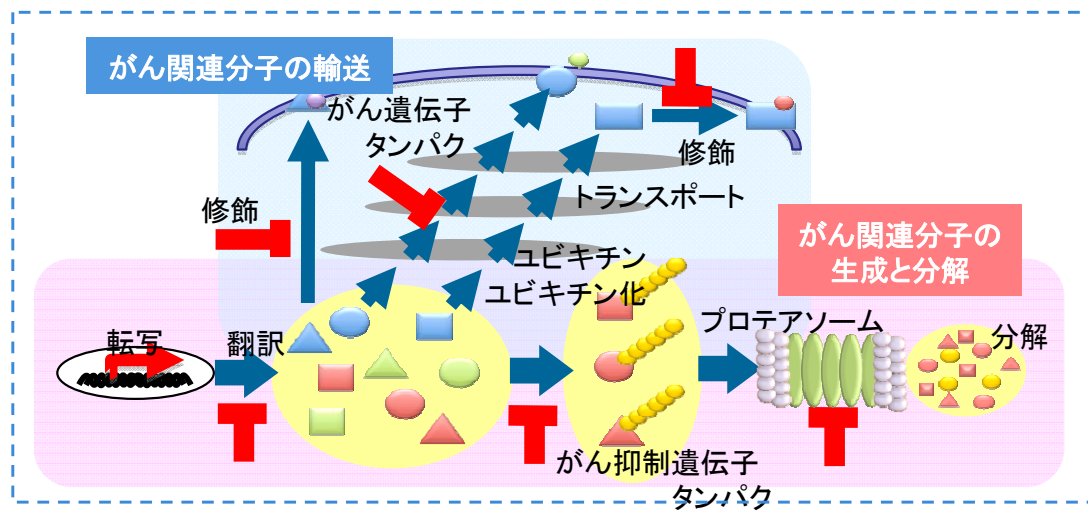 がん関連分子の輸送
がん遺伝子
タンパク
修飾
トランスポート
修飾
がん関連分子の
生成と分解
ユビキチン
ユビキチン化
プロテアソーム
分解
転写
翻訳
がん抑制遺伝子
タンパク